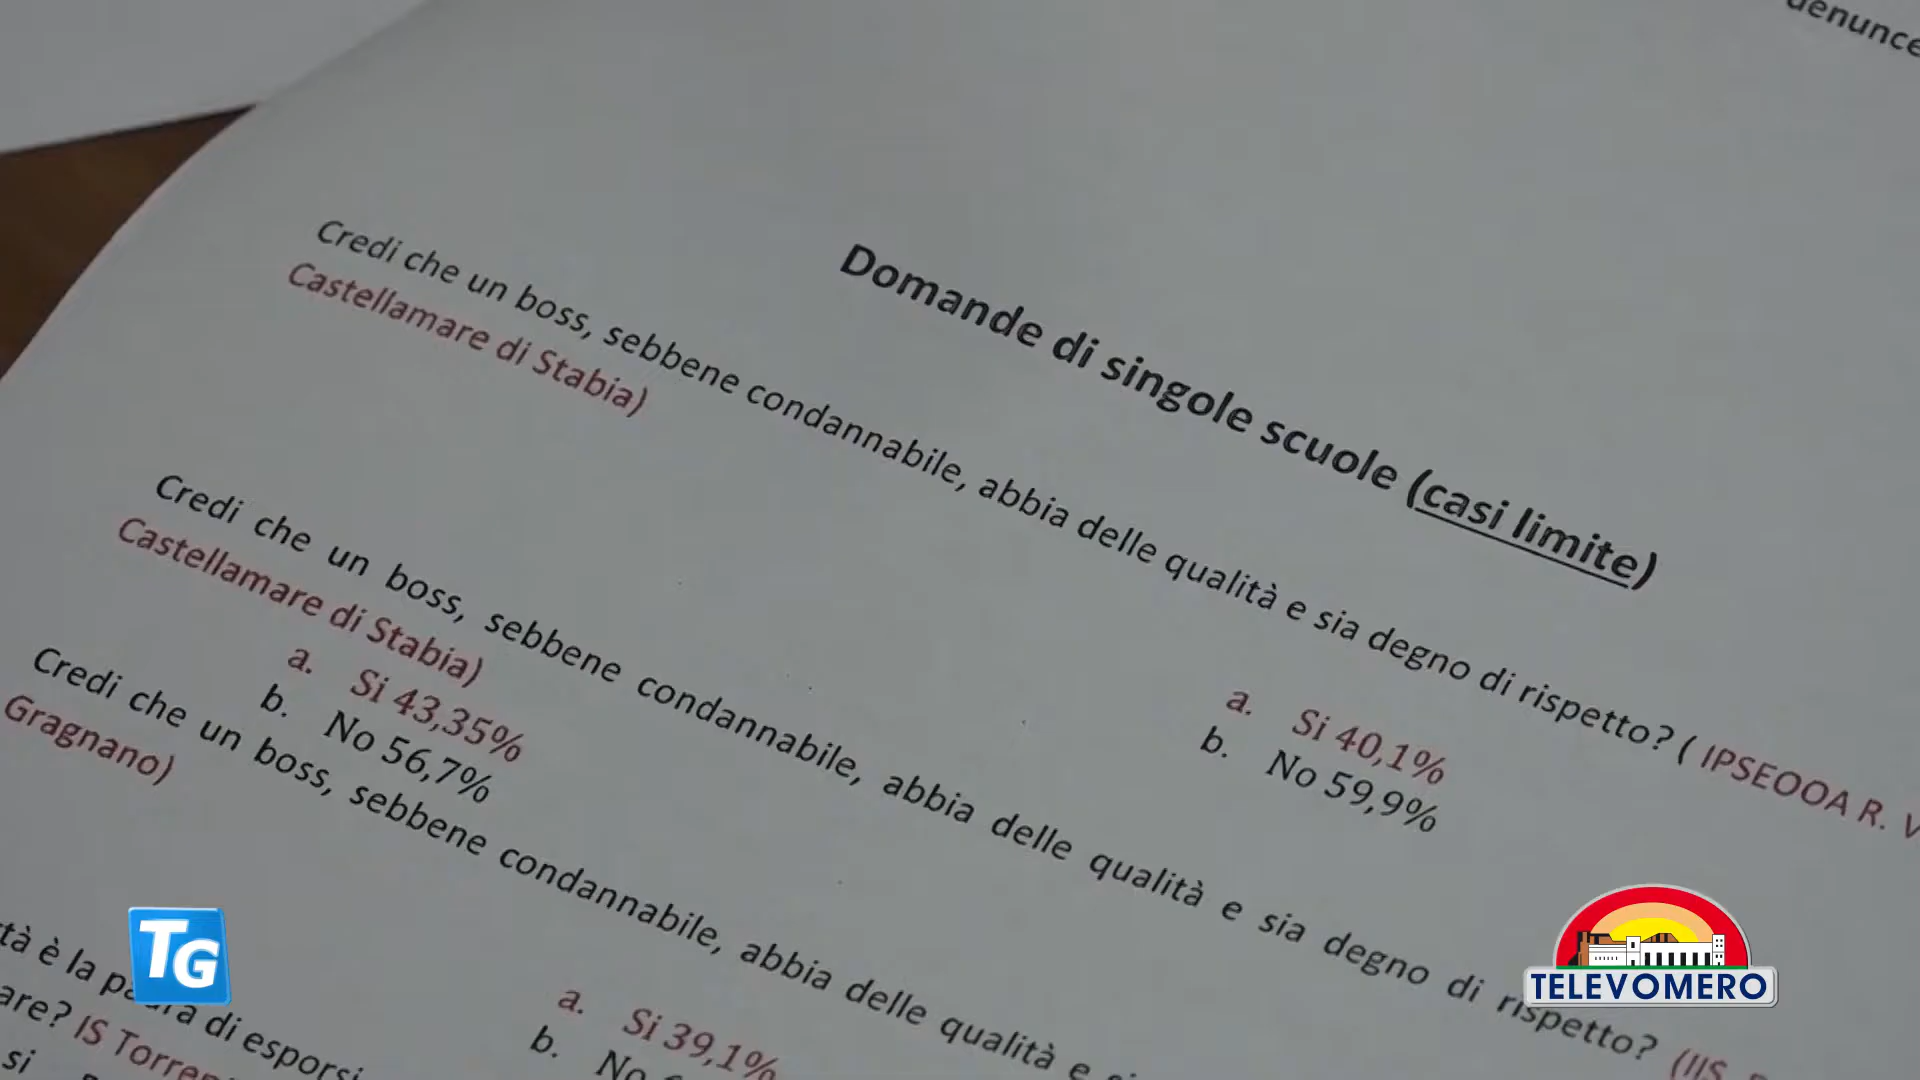 denunce
Domande di singole scuole (casi limite)
Credi che un boss, sebbene condannabile, abbia delle qualità e sia degno di rispetto? ( IPSEOOA R. V
Castellamare di Stabia)
a. Si 40,1%
b. No 59,9%
Credi che un boss, sebbene condannabile, abbia delle qualità e sia degno di rispetto? (IIS
Castellamare di Stabia)
a. Si 43,35%
b. No 56,7%
Credi che un boss, sebbene condannabile, abbia delle qualità e
Gragnano)
a. Si 39,1%
b. No
tà è la paura di esporsi
are? IS Torre
si
TG
TELEVOMERO